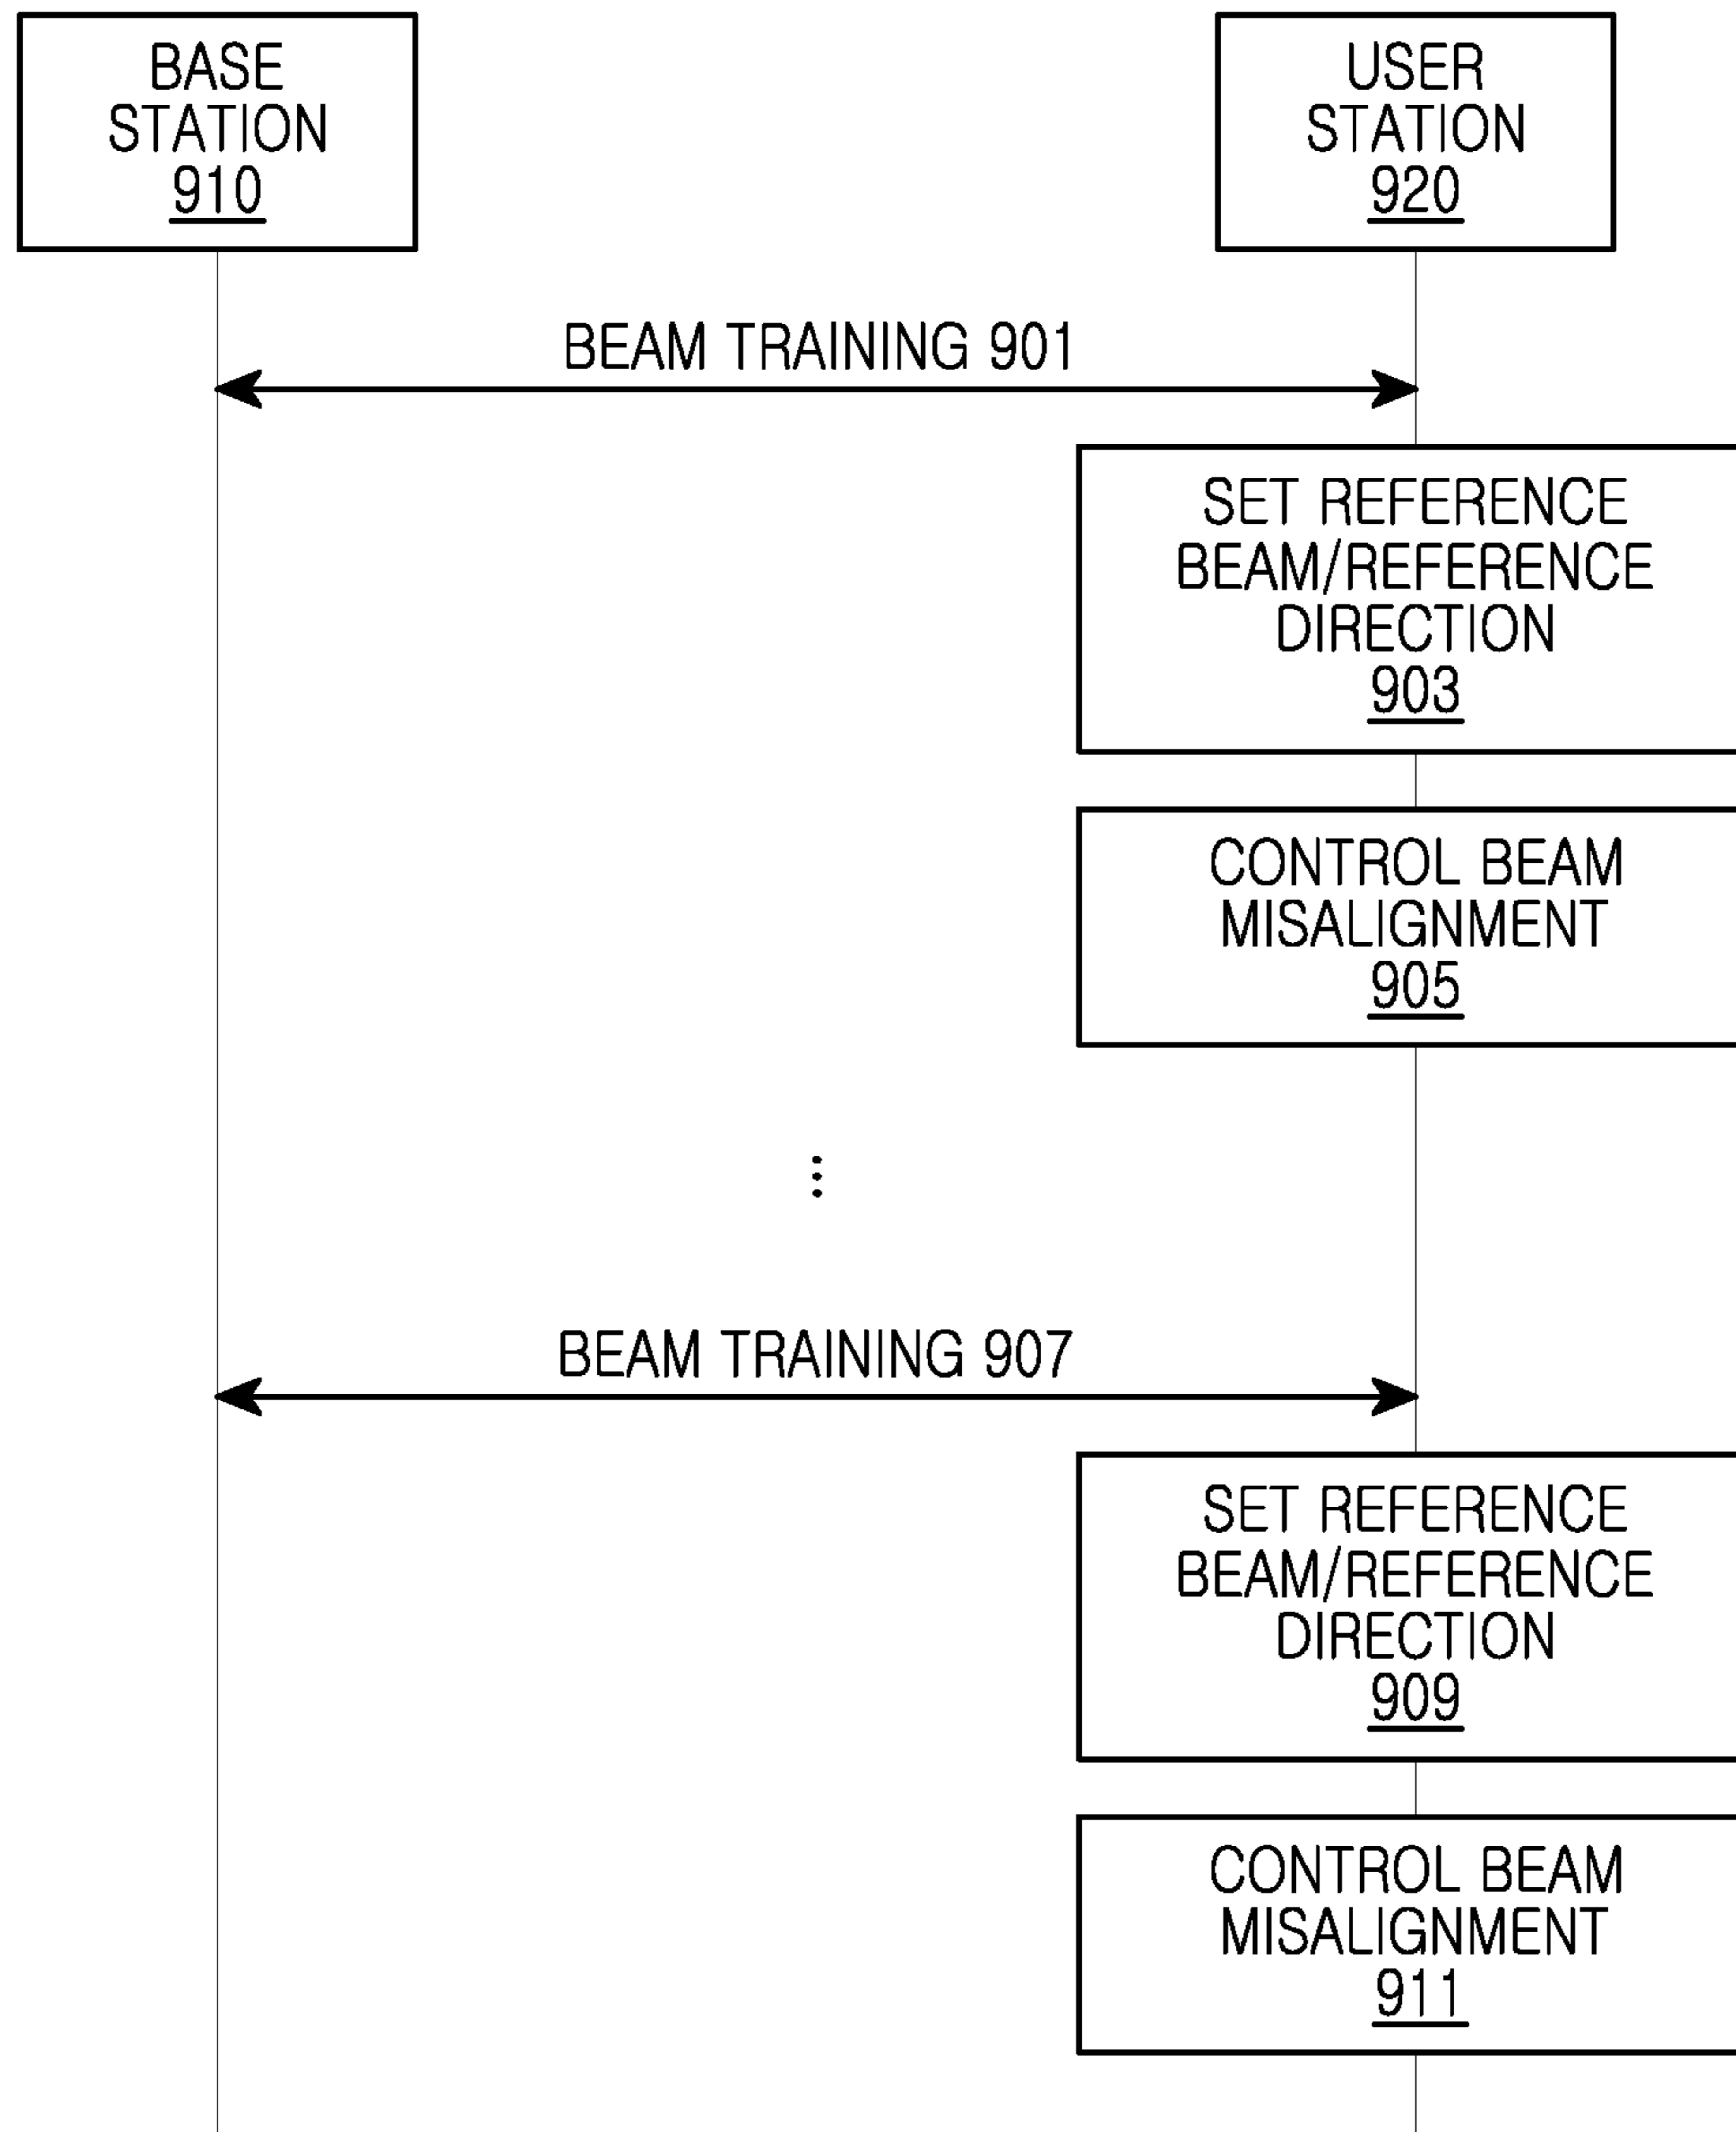 BASE
STATION
910
USER
STATION
920
BEAM TRAINING 901
SET REFERENCE
BEAM/REFERENCE
DIRECTION
903
CONTROL BEAM
MISALIGNMENT
905
BEAM TRAINING 907
SET REFERENCE
BEAM/REFERENCE
DIRECTION
909
CONTROL BEAM
MISALIGNMENT
911